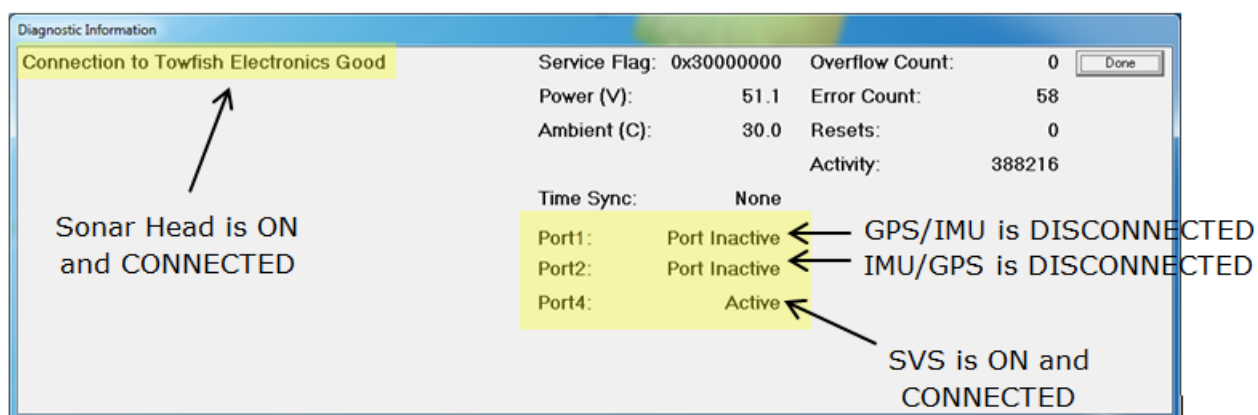 Diagnostic Information
Connection to Towfish Electronics Good Service Flag: 0x30000000 Overflow Count: 0 Done
Power (V): 51.1 Error Count: 58
Ambient (C): 30.0 Resets: 0
Activity: 388216
Time Sync: None
Sonar Head is ON
and CONNECTED
Port1: Port Inactive GPS/IMU is DISCONNECTED
Port2: Port Inactive IMU/GPS is DISCONNECTED
Port4: Active
SVS is ON and
CONNECTED